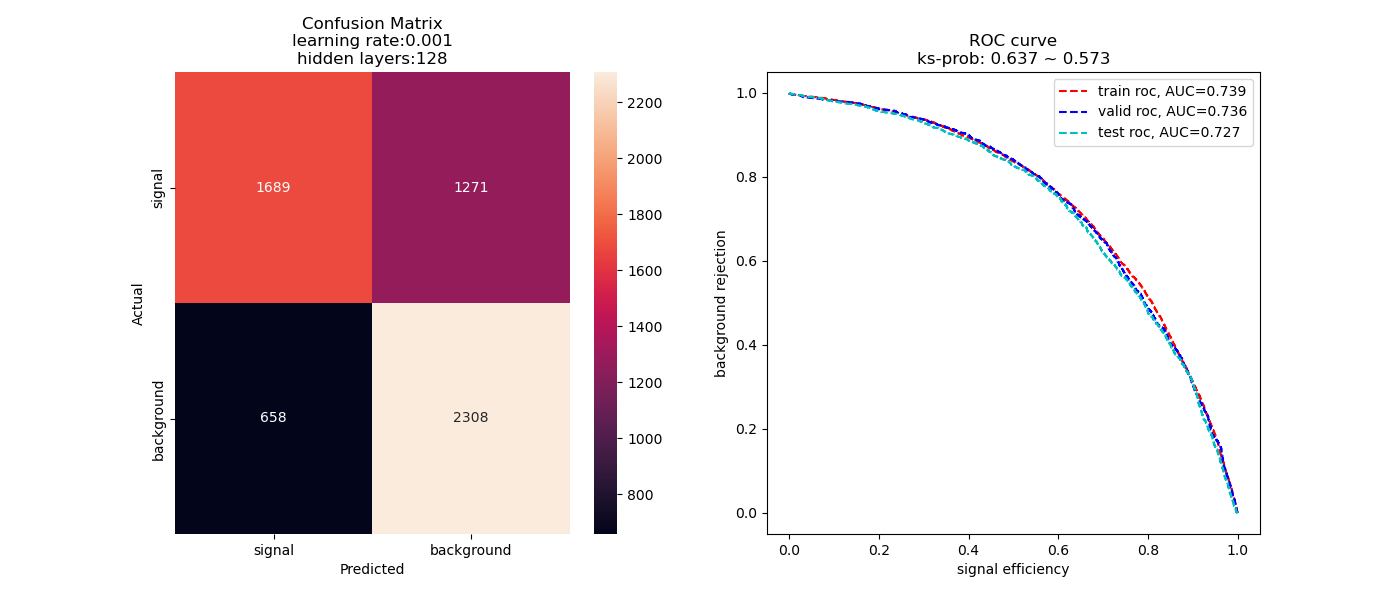 Confusion Matrix
learning rate:0.001
hidden layers:128
signal
background
Actual
1689
1271
658
2308
signal
background
Predicted
2200
2000
1800
1600
1400
1200
1000
800
ROC curve
ks-prob: 0.637 ~ 0.573
train roc, AUC=0.739
valid roc, AUC=0.736
test roc, AUC=0.727
background rejection
1.0
0.8
0.6
0.4
0.2
0.0
0.0
0.2
0.4
0.6
0.8
1.0
signal efficiency